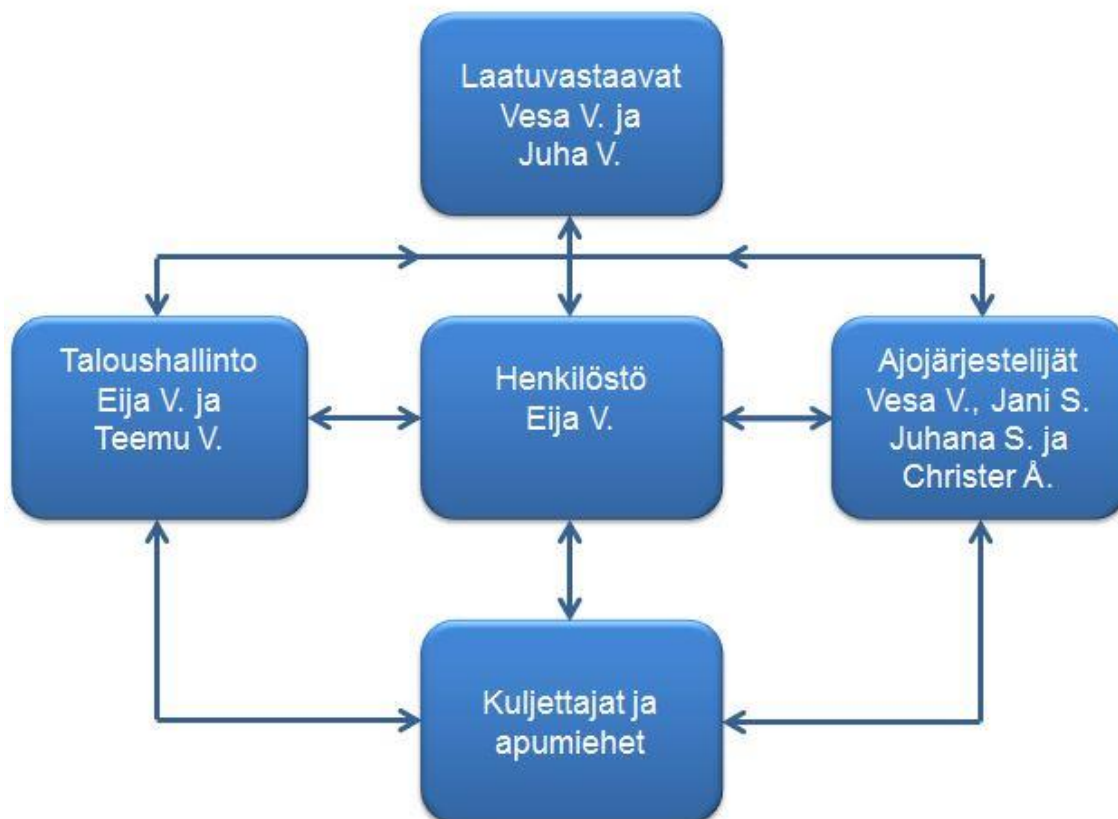 Laatuvastaavat
Vesa V. ja
Juha V.
Taloushallinto
Eija V. ja
Teemu V.
Henkilöstö
Eija V.
Ajojärjestelijät
Vesa V., Jani S.
Juhana S. ja
Christer Å.
Kuljettajat ja
apumiehet